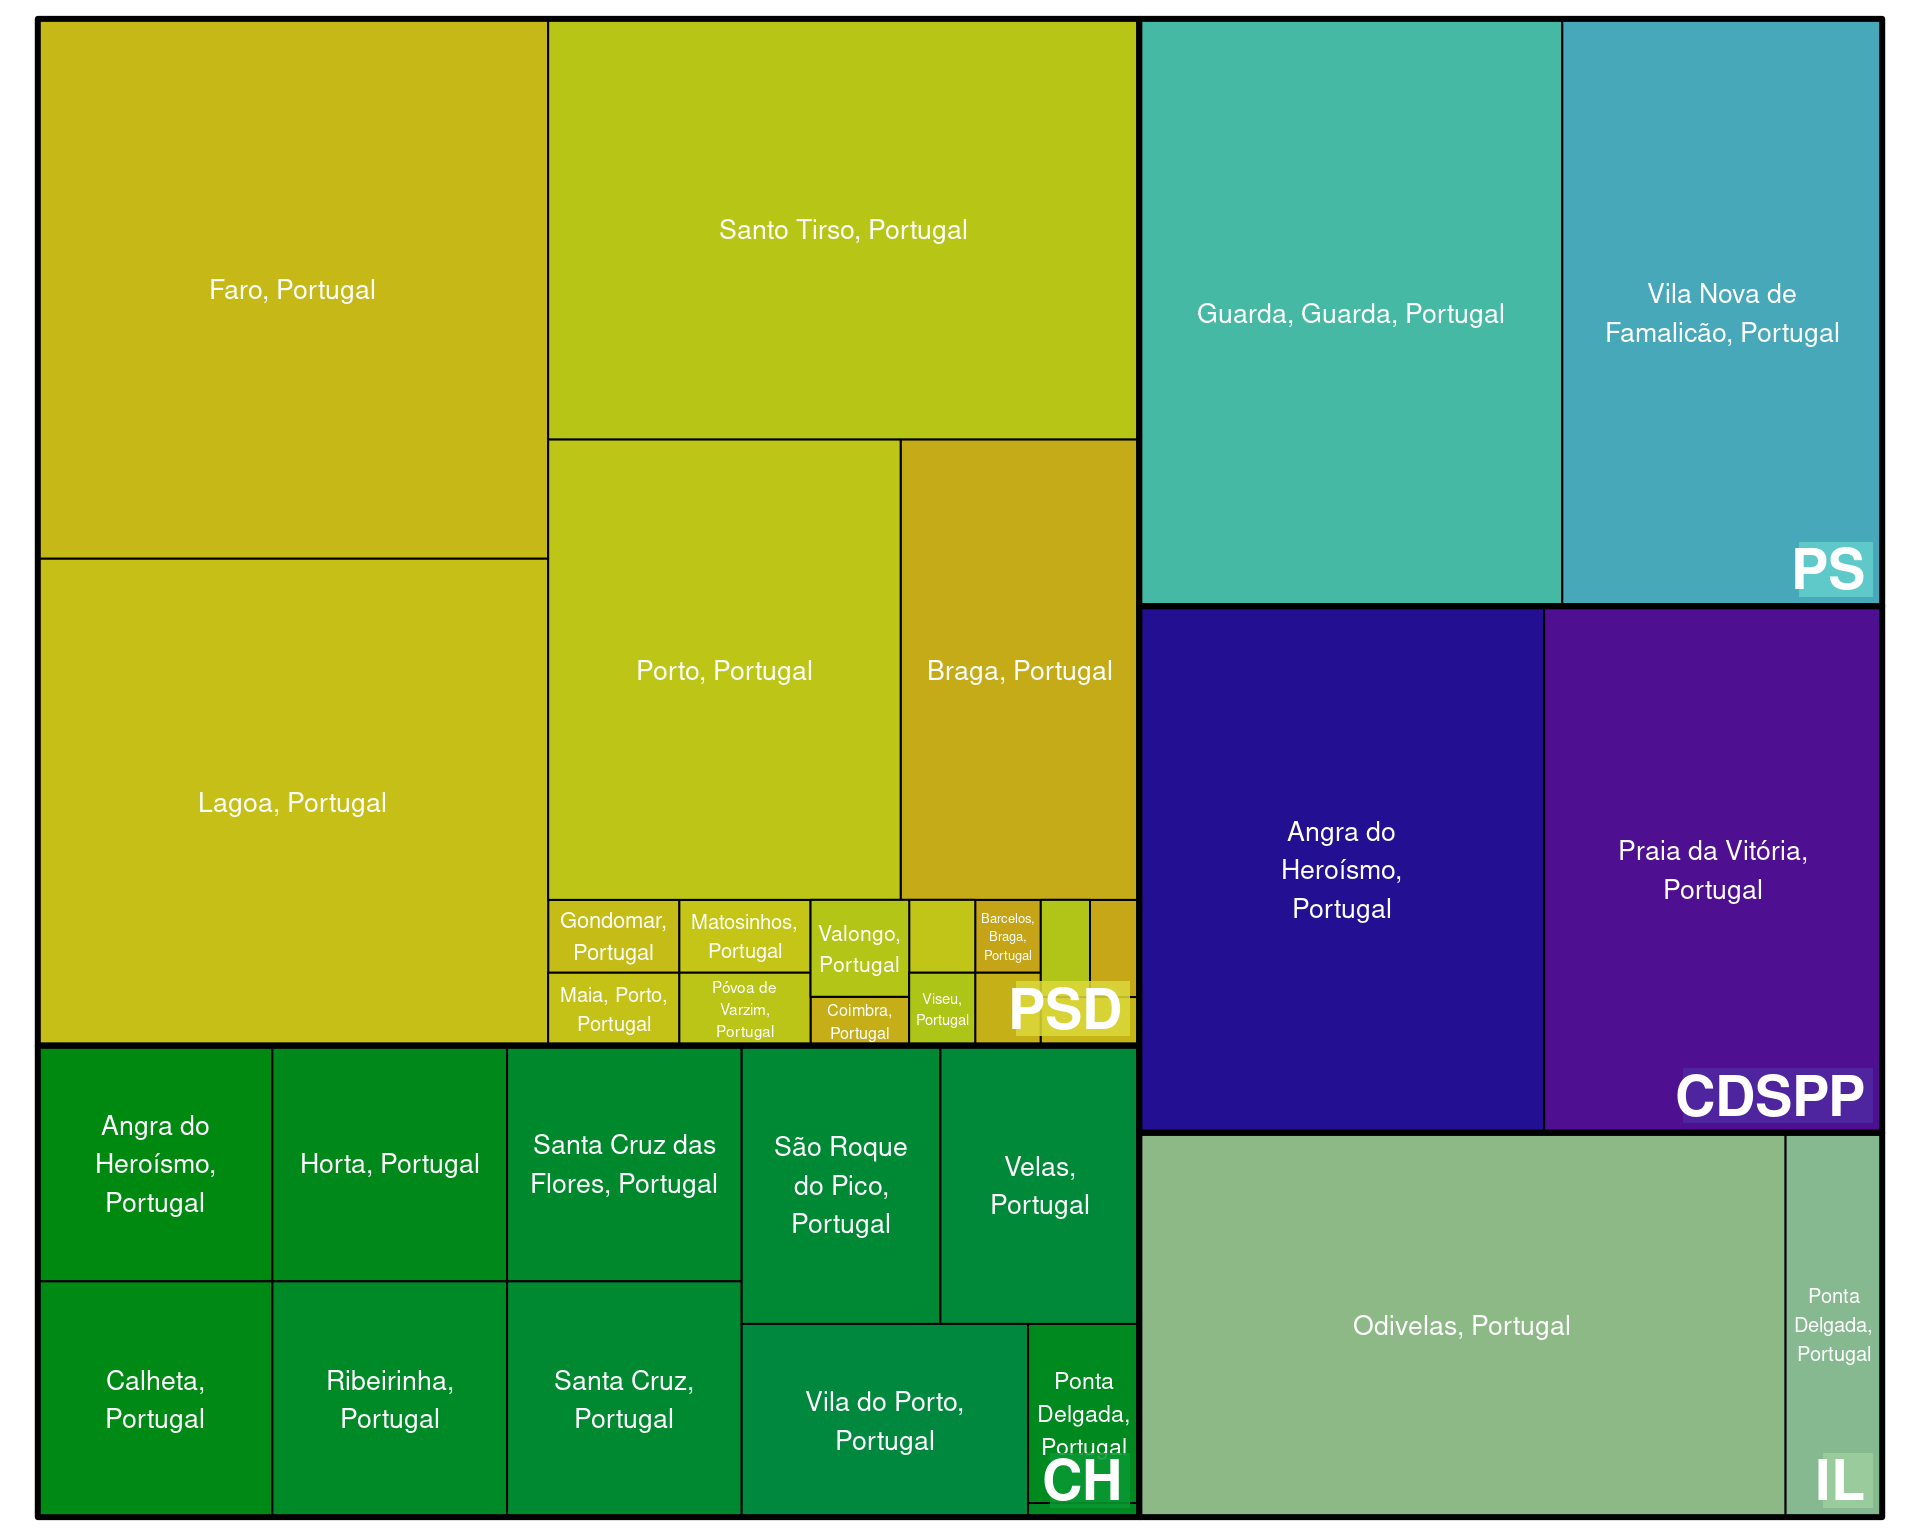 Faro, Portugal
Santo Tirso, Portugal
Lagoa, Portugal
Porto, Portugal
Braga, Portugal
Gondomar,
Portugal
Matosinhos,
Portugal
Maia, Porto,
Portugal
Póvoa de
Varzim,
Portugal
Valongo,
Portugal
Coimbra,
Portugal
Viseu,
Portugal
Barcelos,
Braga,
Portugal
PSD
Guarda, Guarda, Portugal
Vila Nova de
Famalicão, Portugal
PS
Angra do
Heroísmo,
Portugal
Praia da Vitória,
Portugal
CDSPP
Angra do
Heroísmo,
Portugal
Horta, Portugal
Santa Cruz das
Flores, Portugal
São Roque
do Pico,
Portugal
Velas,
Portugal
Calheta,
Portugal
Ribeirinha,
Portugal
Santa Cruz,
Portugal
Vila do Porto,
Portugal
Ponta
Delgada,
Portugal
CH
Odivelas, Portugal
Ponta
Delgada,
Portugal
IL